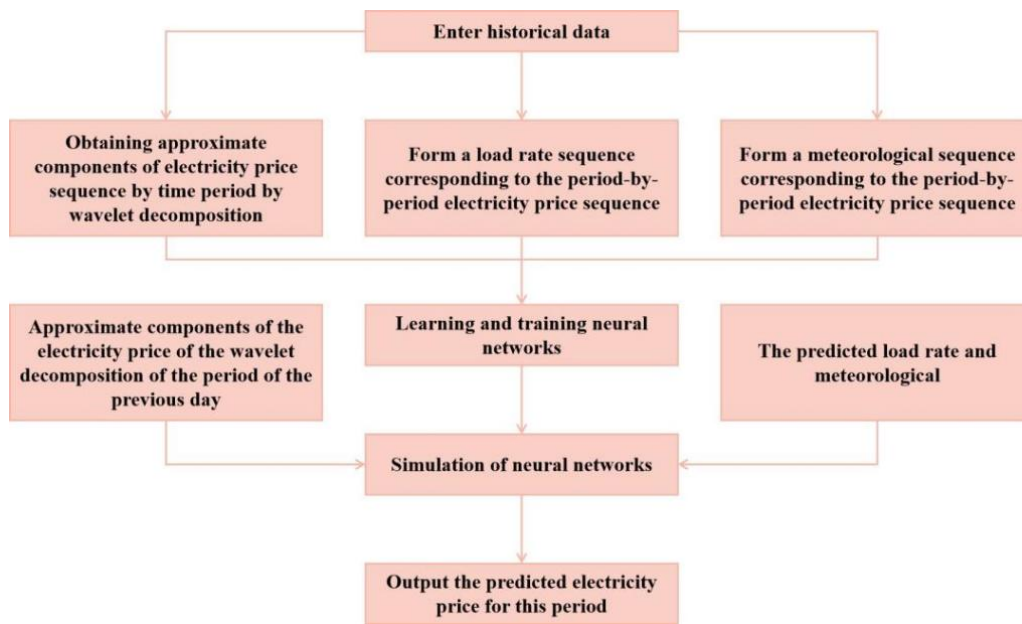 Enter historical data
Obtaining approximate
components of electricity price
sequence by time period by
wavelet decomposition
Form a load rate sequence
corresponding to the period-by-
period electricity price sequence
Form a meteorological sequence
corresponding to the period-by-
period electricity price sequence
Approximate components of the
electricity price of the wavelet
decomposition of the period of the
previous day
Learning and training neural
networks
The predicted load rate and
meteorological
Simulation of neural networks
Output the predicted electricity
price for this period